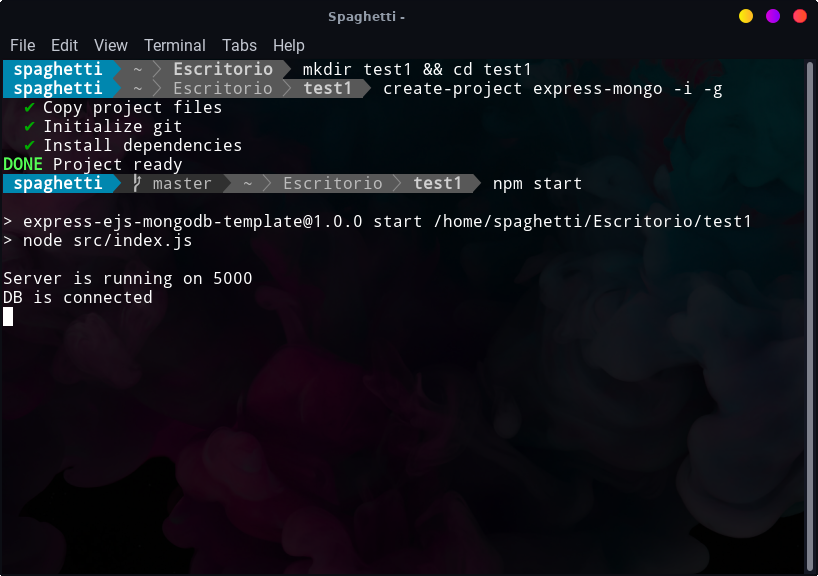 Spaghetti -
File Edit View Terminal Tabs Help
spaghetti ~ Escritorio mkdir test1 && cd test1
spaghetti ~ Escritorio test1 create-project express-mongo -i -g
✔ Copy project files
✔ Initialize git
✔ Install dependencies
DONE Project ready
spaghetti master ~ Escritorio test1 npm start
> express-ejs-mongodb-template@1.0.0 start /home/spaghetti/Escritorio/test1
> node src/index.js
Server is running on 5000
DB is connected